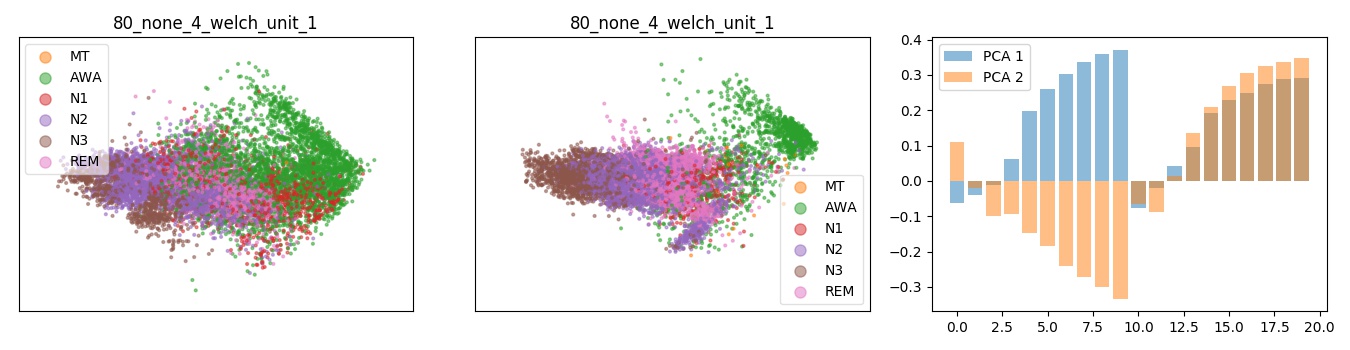 80_none_4_welch_unit_1
MT
AWA
N1
N2
N3
REM
80_none_4_welch_unit_1
MT
AWA
N1
N2
N3
REM
PCA 1
PCA 2
0.4
0.3
0.2
0.1
0.0
−0.1
−0.2
−0.3
0.0 2.5 5.0 7.5 10.0 12.5 15.0 17.5 20.0